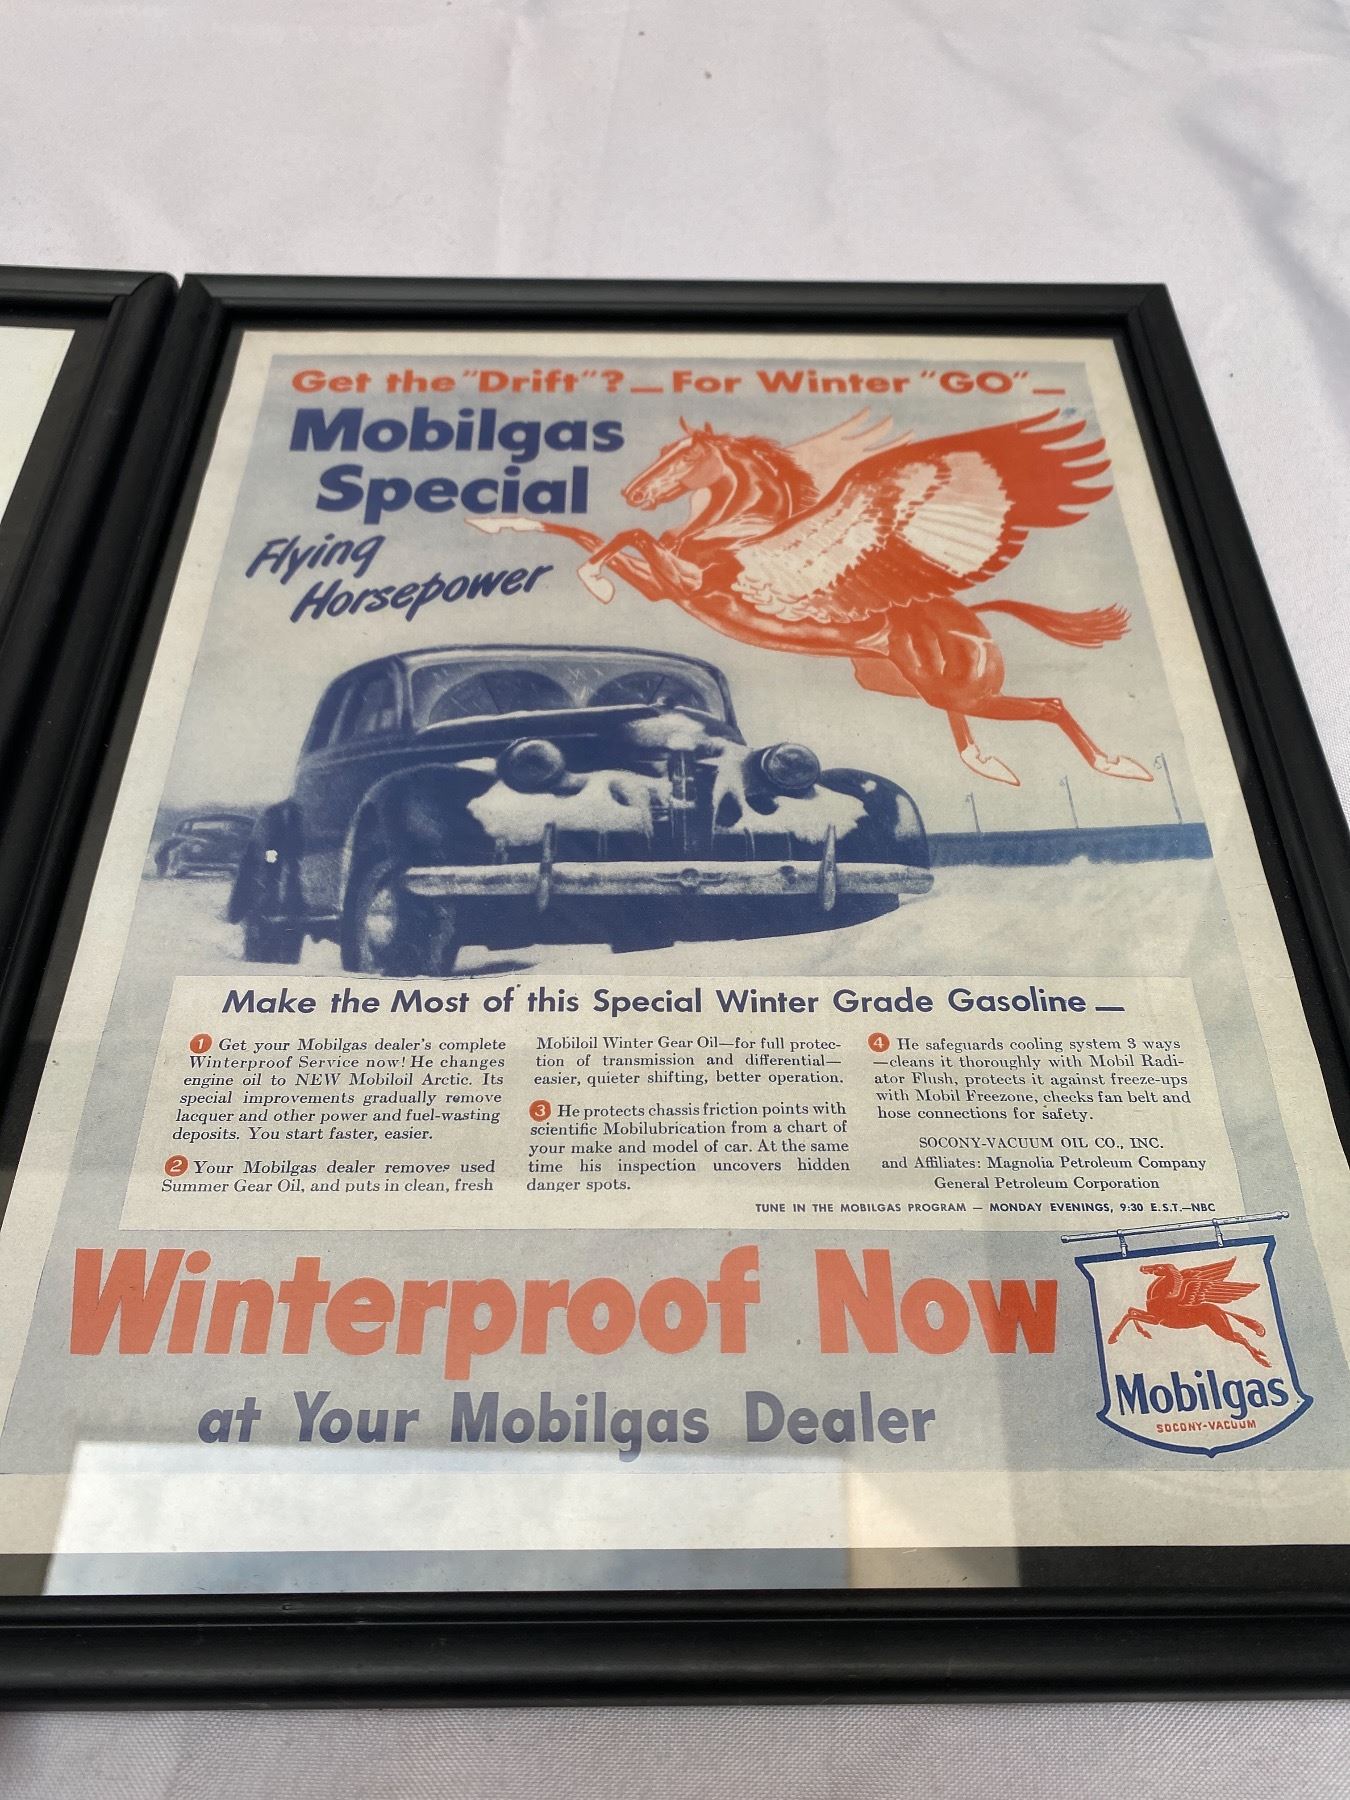 Get the "Drift"? — For Winter "GO" —
Mobilgas
Special
Flying
Horsepower
Make the Most of this Special Winter Grade Gasoline —
1 Get your Mobilgas dealer's complete
Winterproof Service now! He changes
engine oil to NEW Mobiloil Arctic. Its
special improvements gradually remove
lacquer and other power and fuel-wasting
deposits. You start faster, easier.
2 Your Mobilgas dealer removes used
Summer Gear Oil, and puts in clean, fresh
Mobiloil Winter Gear Oil—for full protec-
tion of transmission and differential—
easier, quieter shifting, better operation.
3 He protects chassis friction points with
scientific Mobilubrication from a chart of
your make and model of car. At the same
time his inspection uncovers hidden
danger spots.
4 He safeguards cooling system 3 ways
—cleans it thoroughly with Mobil Radi-
ator Flush, protects it against freeze-ups
with Mobil Freezone, checks fan belt and
hose connections for safety.
SOCONY-VACUUM OIL CO., INC.
and Affiliates: Magnolia Petroleum Company
General Petroleum Corporation
TUNE IN THE MOBILGAS PROGRAM — MONDAY EVENINGS, 9:30 E.S.T.—NBC
Winterproof Now
at Your Mobilgas Dealer
Mobilgas
SOCONY-VACUUM